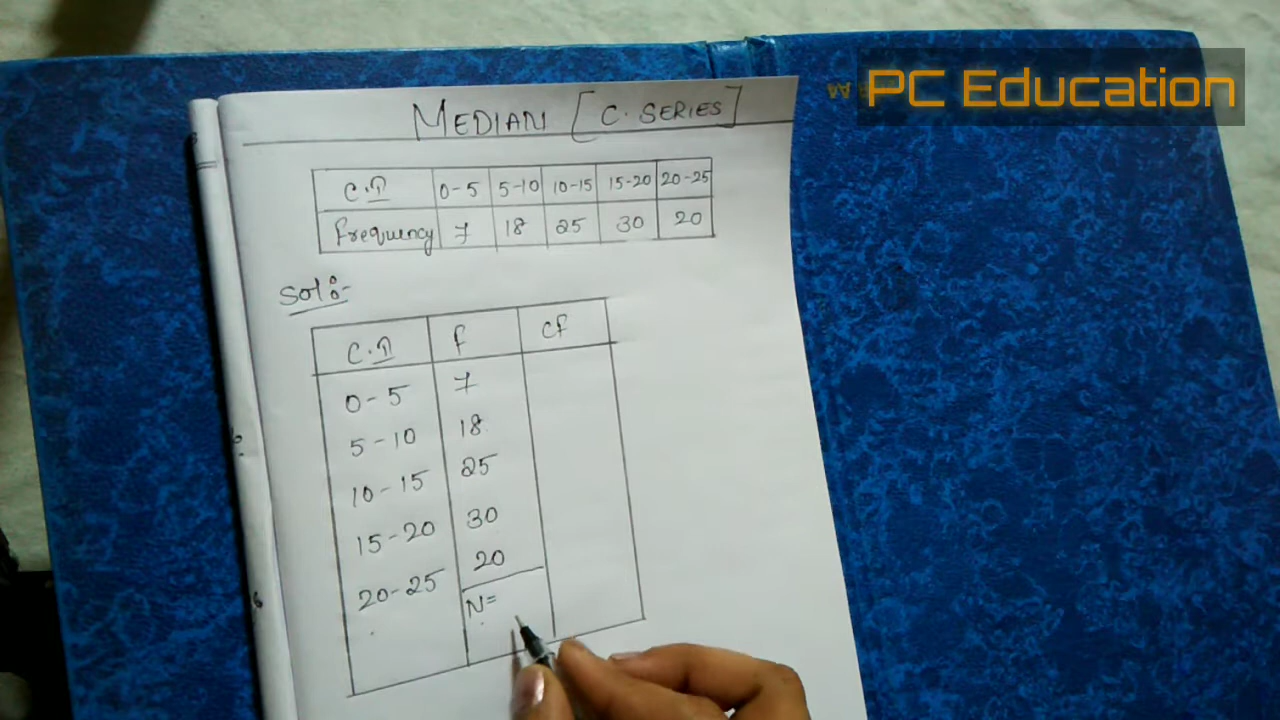 PC Education
MEDIAN [C. SERIES]
C.I 0-5 5-10 10-15 15-20 20-25
frequency 7 18 25 30 20
Sol:-
C.I f cf
0-5 7
5-10 18
10-15 25
15-20 30
20-25 20
N=